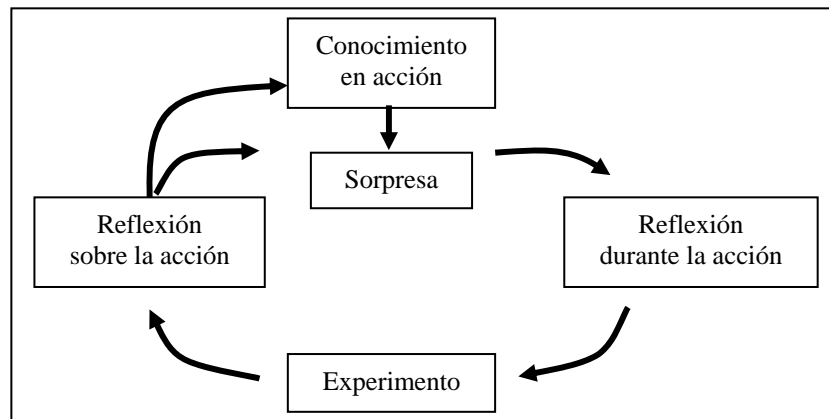 Conocimiento
en acción
Sorpresa
Reflexión
sobre la acción
Reflexión
durante la acción
Experimento